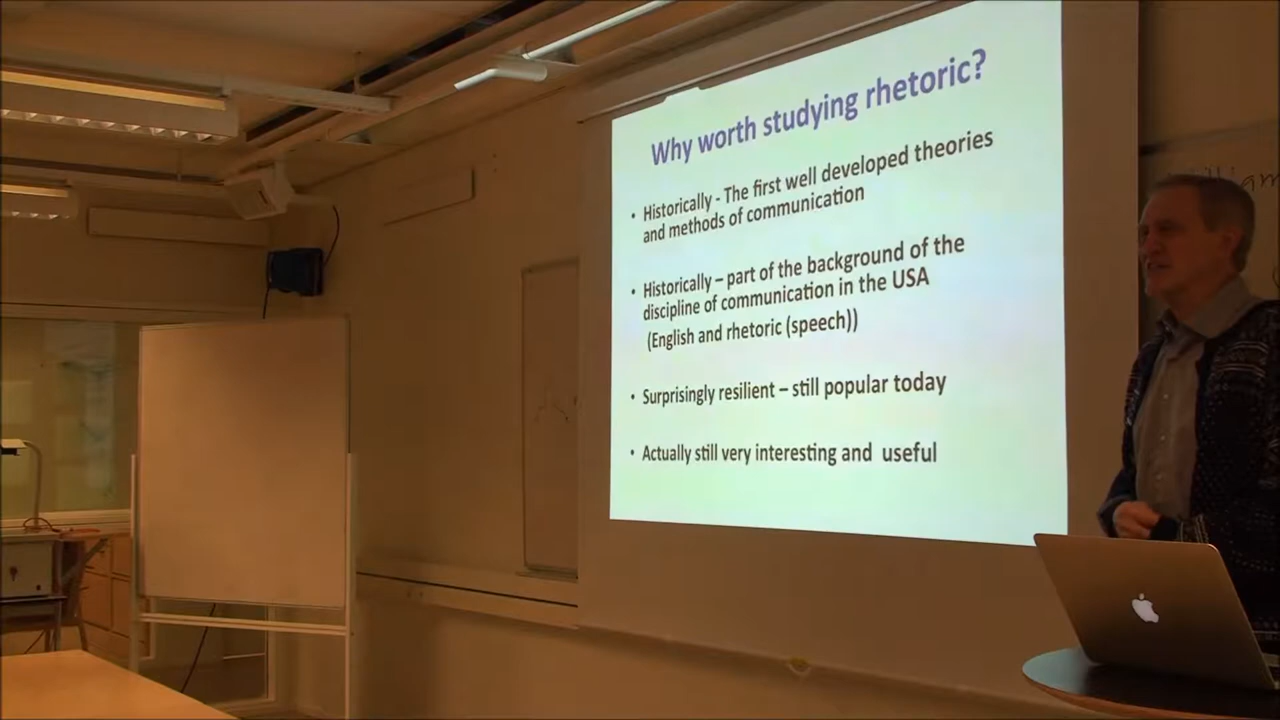 Why worth studying rhetoric?
• Historically - The first well developed theories
and methods of communication
• Historically – part of the background of the
discipline of communication in the USA
(English and rhetoric (speech))
• Surprisingly resilient – still popular today
• Actually still very interesting and useful